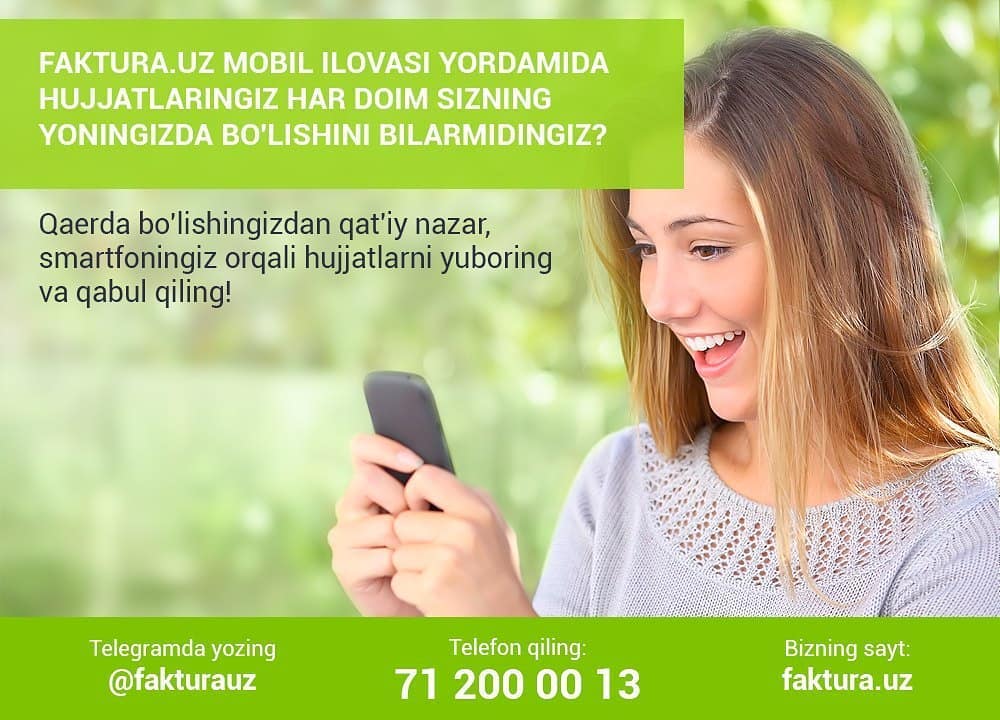 FAKTURA.UZ MOBIL ILOVASI YORDAMIDA
HUJJATLARINGIZ HAR DOIM SIZNING
YONINGIZDA BO'LISHINI BILARMIDINGIZ?
Qaerda bo'lishingizdan qat'iy nazar,
smartfoningiz orqali hujjatlarni yuboring
va qabul qiling!
Telegramda yozing
@fakturauz
Telefon qiling:
71 200 00 13
Bizning sayt:
faktura.uz